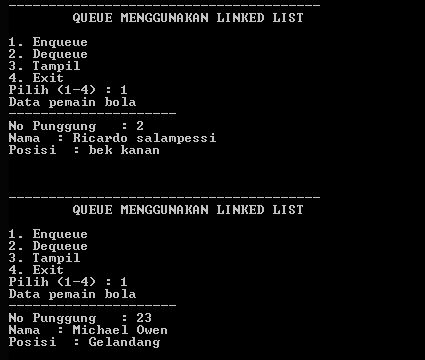 ---------------------------------------
QUEUE MENGGUNAKAN LINKED LIST
1. Enqueue
2. Dequeue
3. Tampil
4. Exit
Pilih (1-4) : 1
Data pemain bola
---------------------
No Punggung   : 2
Nama  : Ricardo salampessi
Posisi  : bek kanan
---------------------------------------
QUEUE MENGGUNAKAN LINKED LIST
1. Enqueue
2. Dequeue
3. Tampil
4. Exit
Pilih (1-4) : 1
Data pemain bola
---------------------
No Punggung   : 23
Nama  : Michael Owen
Posisi  : Gelandang